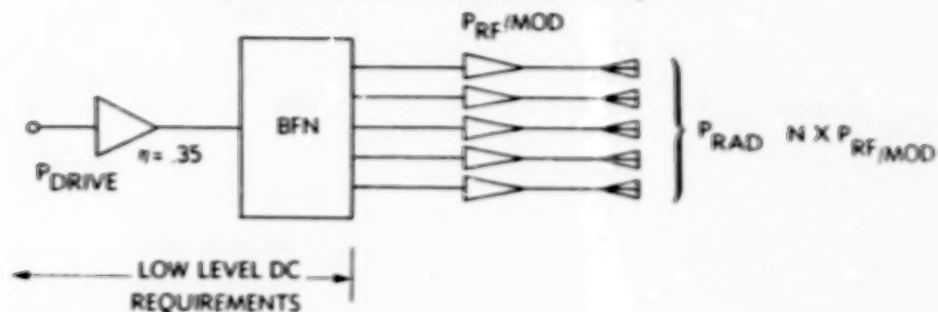 P_RF/MOD
BFN
η = .35
P_DRIVE
P_RAD N X P_RF/MOD
LOW LEVEL DC
REQUIREMENTS